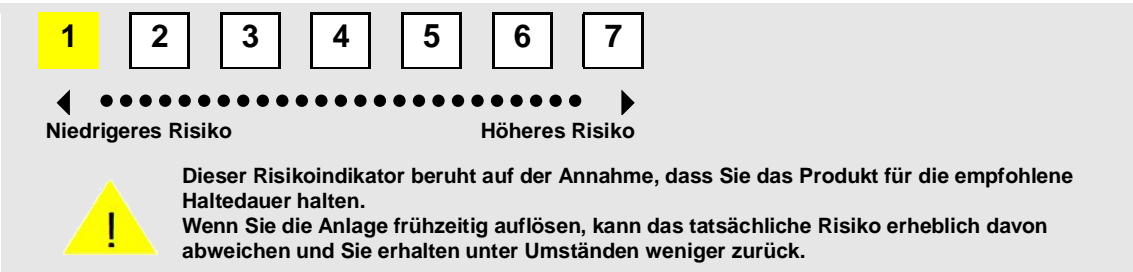 1 2 3 4 5 6 7
Niedrigeres Risiko Höheres Risiko
Dieser Risikoindikator beruht auf der Annahme, dass Sie das Produkt für die empfohlene
Haltedauer halten.
! Wenn Sie die Anlage frühzeitig auflösen, kann das tatsächliche Risiko erheblich davon
abweichen und Sie erhalten unter Umständen weniger zurück.